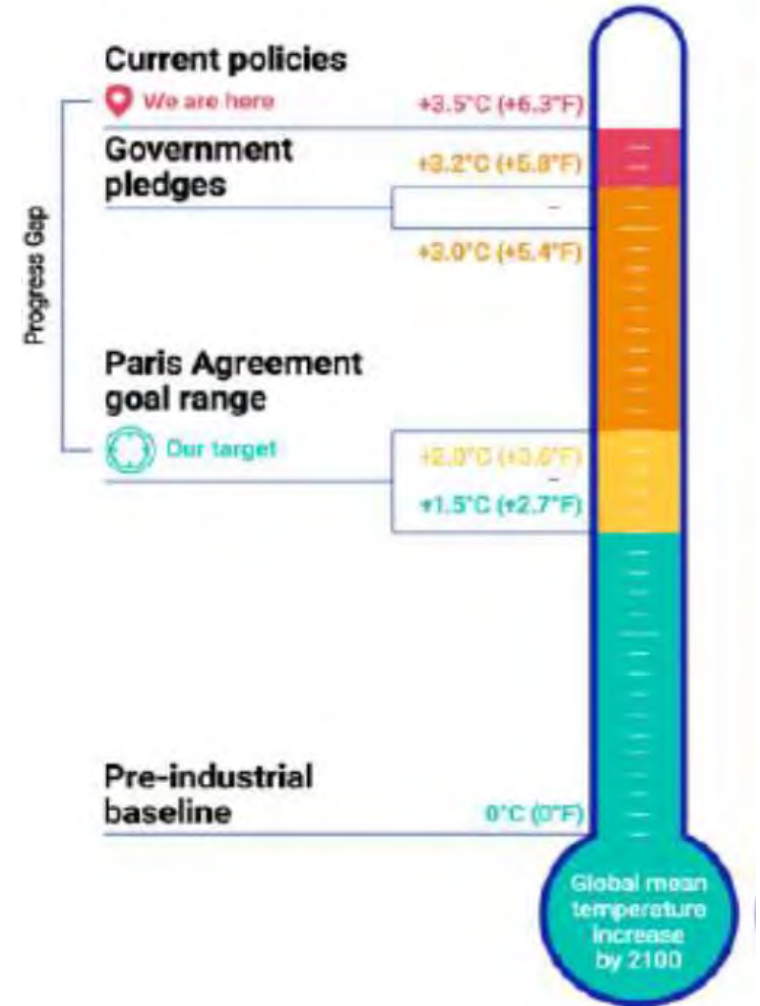 Current policies
We are here
+3.5°C (+6.3°F)
Government
pledges
+3.2°C (+5.8°F)
–
+3.0°C (+5.4°F)
Progress Gap
Paris Agreement
goal range
Our target
+2.0°C (+3.6°F)
–
+1.5°C (+2.7°F)
Pre-industrial
baseline
0°C (0°F)
Global mean
temperature
increase
by 2100